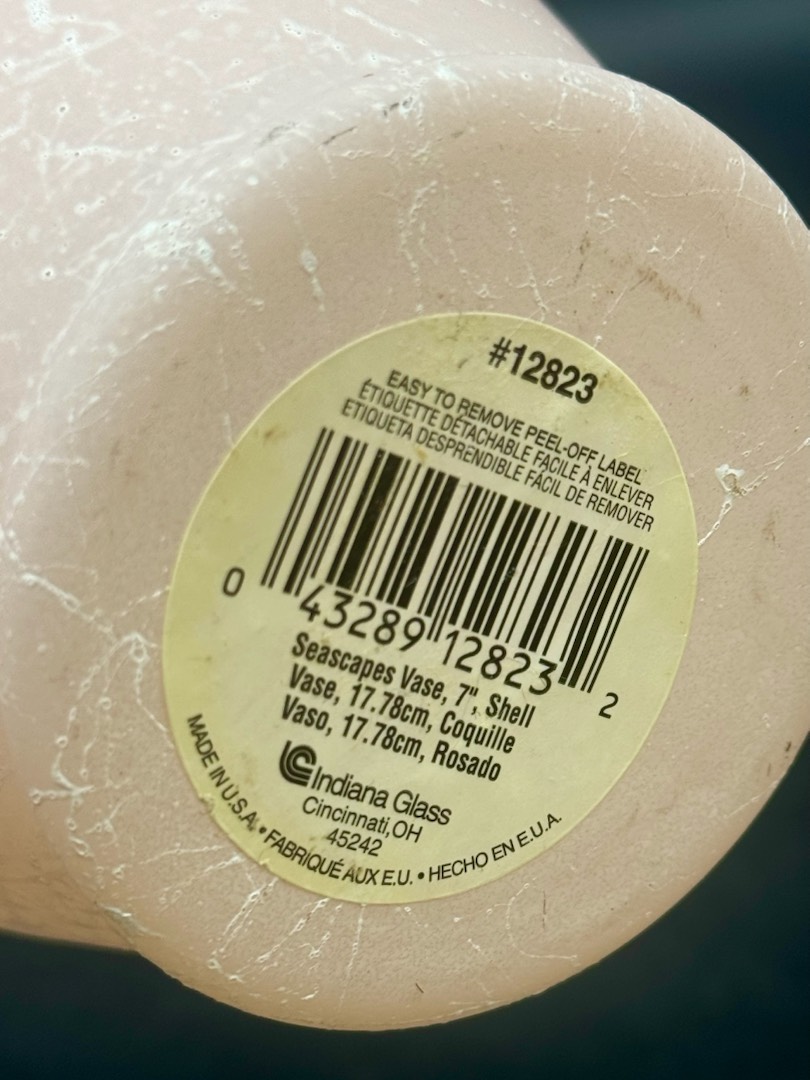 #12823
EASY TO REMOVE PEEL-OFF LABEL
ÉTIQUETTE DÉTACHABLE FACILE À ENLEVER
ETIQUETA DESPRENDIBLE FÁCIL DE REMOVER
0 43289 12823 2
Seascapes Vase, 7", Shell
Vase, 17.78cm, Coquille
Vaso, 17.78cm, Rosado
Indiana Glass
Cincinnati, OH
45242
MADE IN U.S.A. • FABRIQUÉ AUX E.U. • HECHO EN E.U.A.